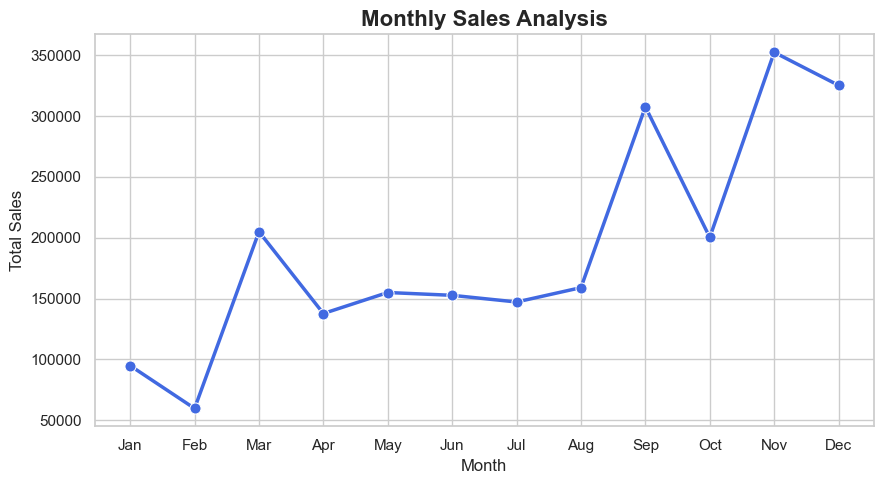 Monthly Sales Analysis
350000
300000
250000
200000
150000
100000
50000
Total Sales
Jan Feb Mar Apr May Jun Jul Aug Sep Oct Nov Dec
Month